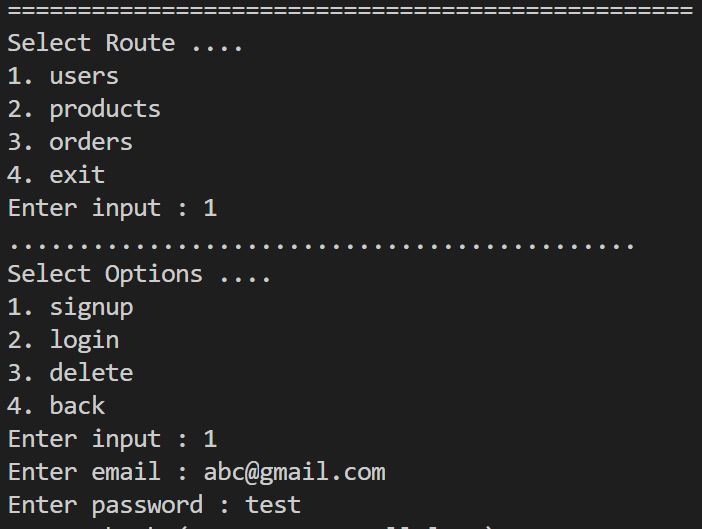 ==================================================
Select Route ....
1. users
2. products
3. orders
4. exit
Enter input : 1
.............................................
Select Options ....
1. signup
2. login
3. delete
4. back
Enter input : 1
Enter email : abc@gmail.com
Enter password : test